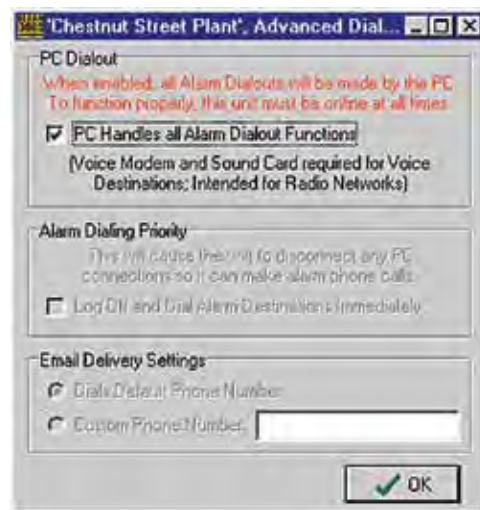 'Chestnut Street Plant', Advanced Dial...
PC Dialout
When enabled, all Alarm Dialouts will be made by the PC
To function properly, this unit must be online at all times
PC Handles all Alarm Dialout Functions
(Voice Modem and Sound Card required for Voice
Destinations; Intended for Radio Networks)
Alarm Dialing Priority
This will cause the unit to disconnect any PC
connections so it can make alarm phone calls
Log Off and Dial Alarm Destinations Immediately
Email Delivery Settings
Dials Default Phone Number
Custom Phone Number:
OK